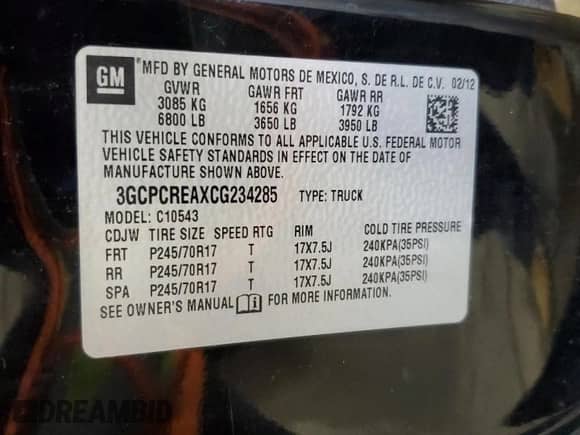 GM
MFD BY GENERAL MOTORS DE MEXICO, S. DE R.L. DE C.V. 02/12
GVWR GAWR FRT GAWR RR
3085 KG 1656 KG 1792 KG
6800 LB 3650 LB 3950 LB
THIS VEHICLE CONFORMS TO ALL APPLICABLE U.S. FEDERAL MOTOR
VEHICLE SAFETY STANDARDS IN EFFECT ON THE DATE OF
MANUFACTURE SHOWN ABOVE.
3GCPCREAXCG234285 TYPE: TRUCK
MODEL: C10543
CDJW TIRE SIZE SPEED RTG RIM COLD TIRE PRESSURE
FRT P245/70R17 T 17X7.5J 240KPA(35PSI)
RR P245/70R17 T 17X7.5J 240KPA(35PSI)
SPA P245/70R17 T 17X7.5J 240KPA(35PSI)
SEE OWNER'S MANUAL FOR MORE INFORMATION.
DREAMBID